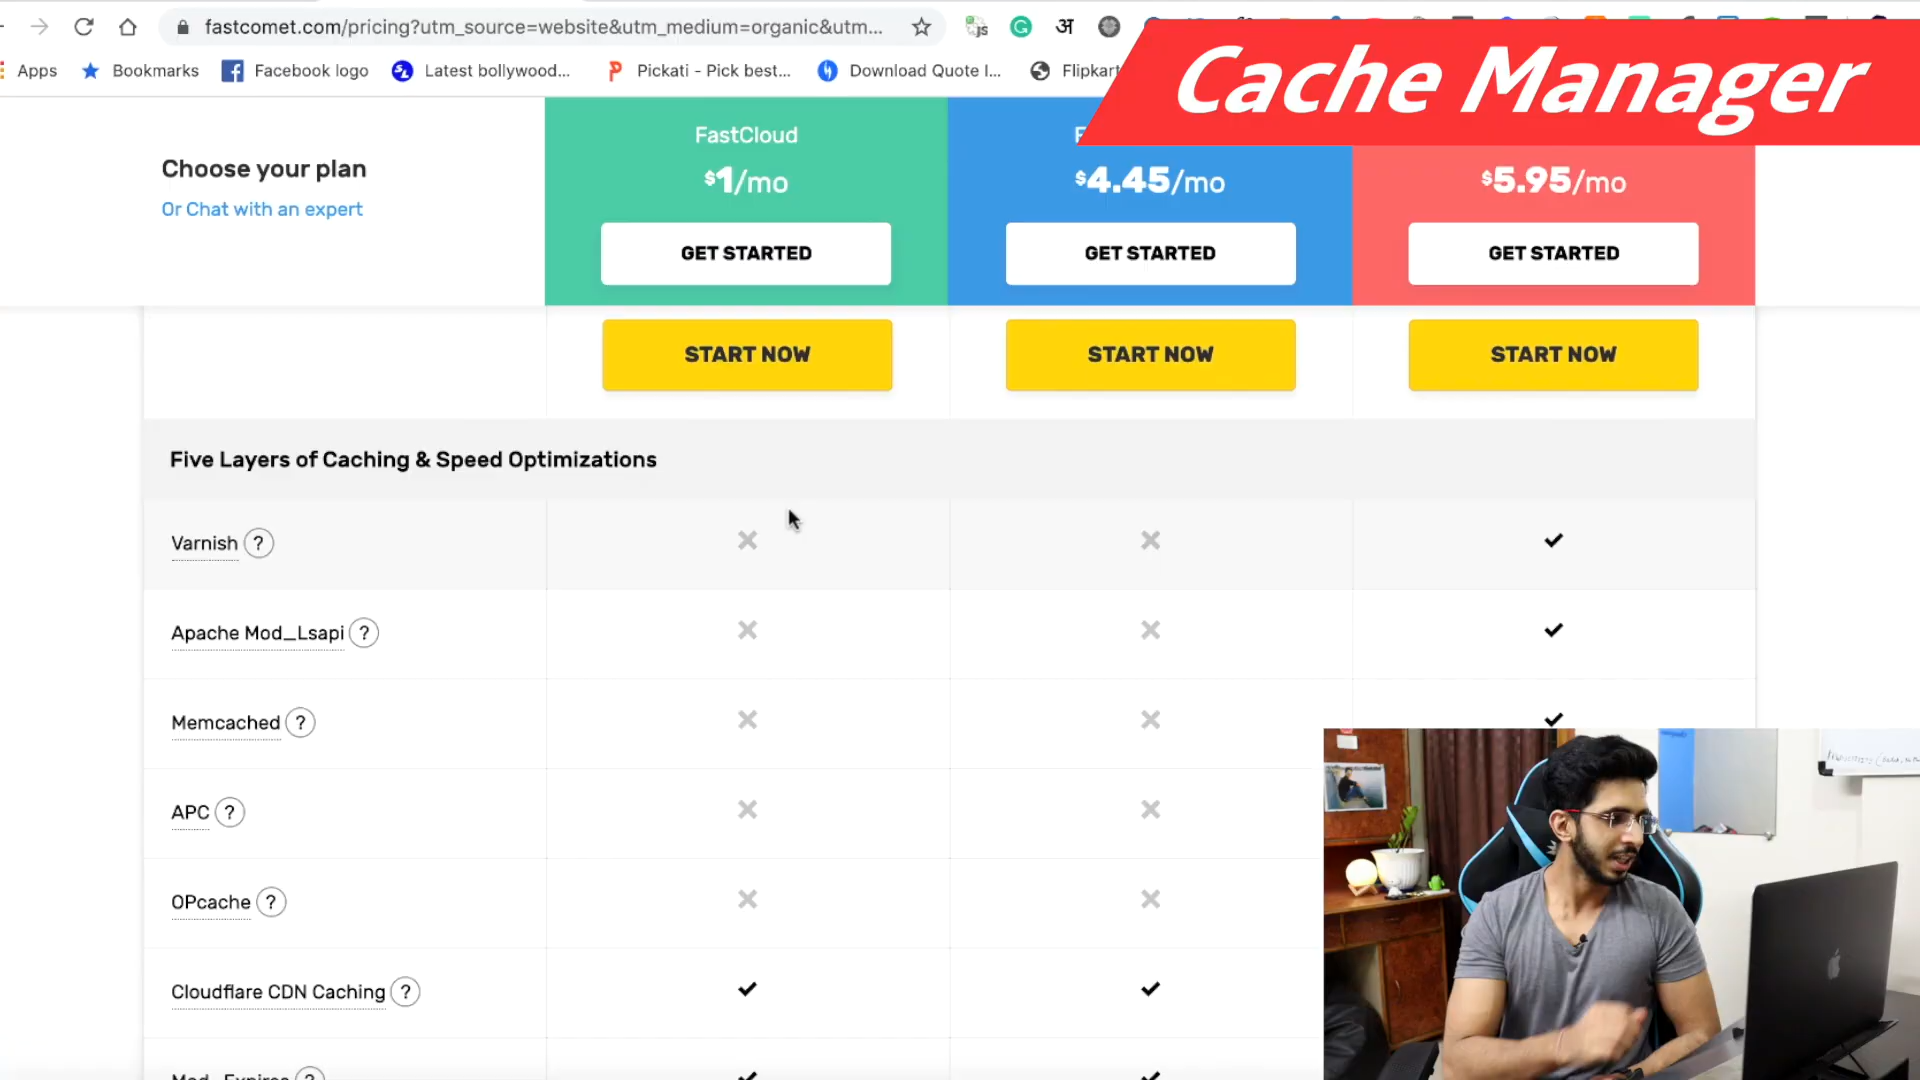 fastcomet.com/pricing?utm_source=website&utm_medium=organic&utm...
अ
Apps
Bookmarks
Facebook logo
Latest bollywood...
Pickati - Pick best...
Download Quote I...
Flipkart
Cache Manager
Choose your plan
Or Chat with an expert
FastCloud
$1/mo
GET STARTED
$4.45/mo
GET STARTED
$5.95/mo
GET STARTED
START NOW
START NOW
START NOW
Five Layers of Caching & Speed Optimizations
Varnish ?
Apache Mod_Lsapi ?
Memcached ?
APC ?
OPcache ?
Cloudflare CDN Caching ?
Mod_Expires ?